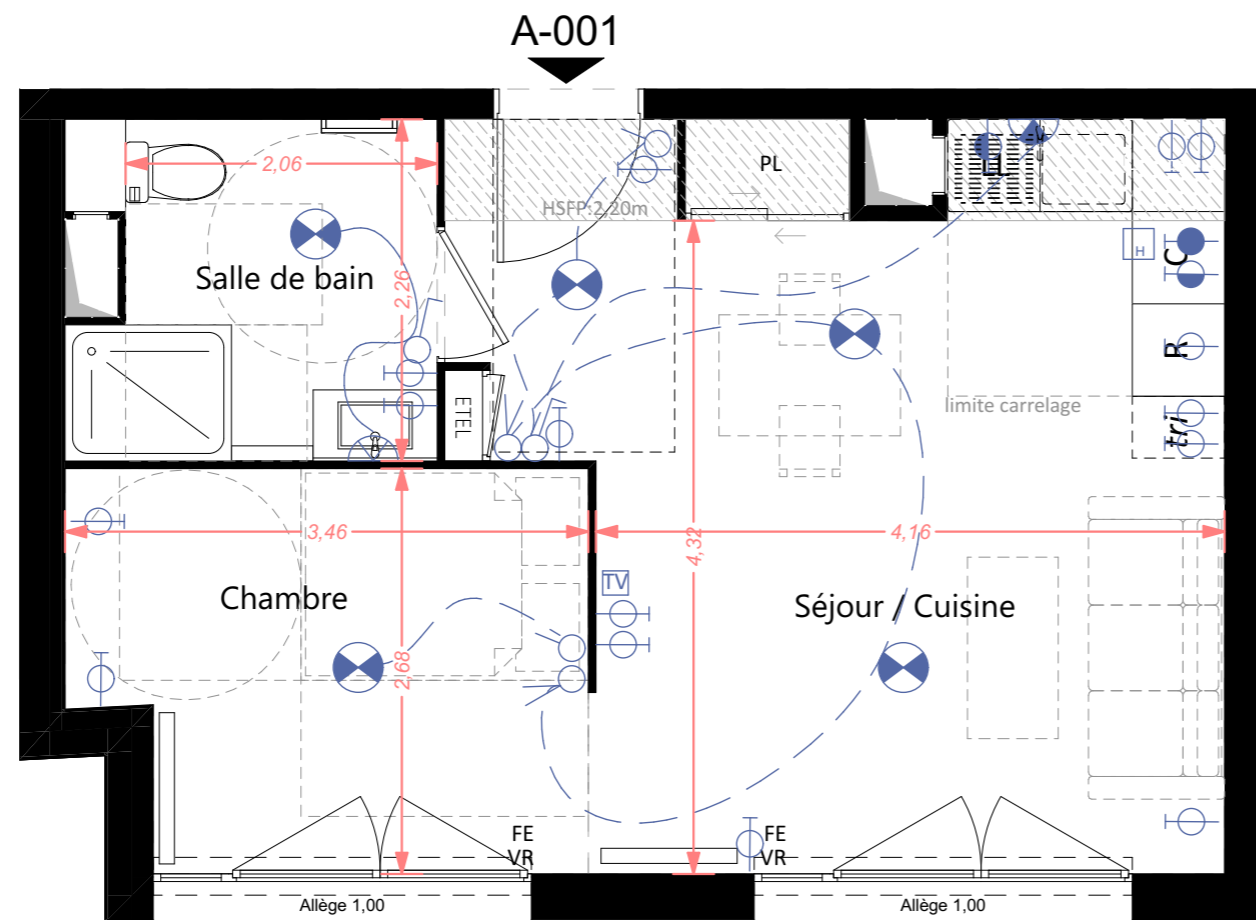 A-001
2,06
PL
LL
HSFP:2,20m
H
C
Salle de bain
2,26
R
ETEL
limite carrelage
tri
3,46
4,32
4,16
TV
Chambre
Séjour / Cuisine
2,68
FE
VR
FE
VR
Allège 1,00
Allège 1,00